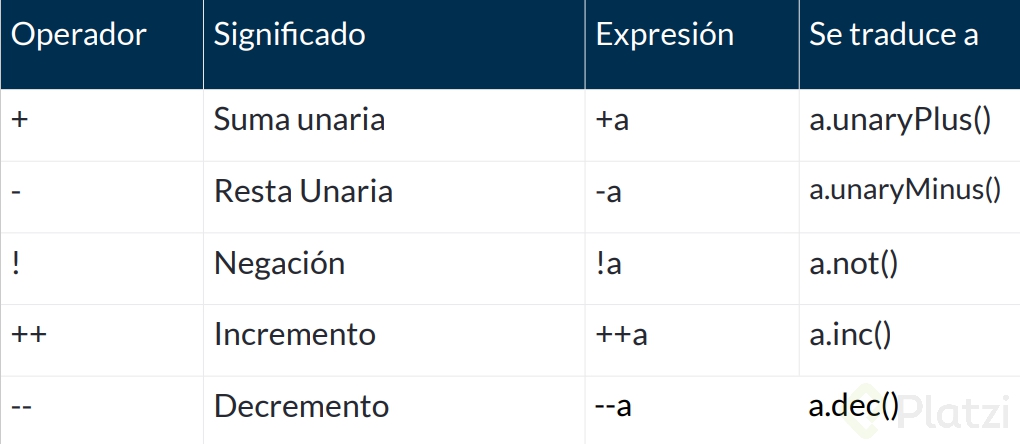 Operador Significado Expresión Se traduce a
+ Suma unaria +a a.unaryPlus()
- Resta Unaria -a a.unaryMinus()
! Negación !a a.not()
++ Incremento ++a a.inc()
-- Decremento --a a.dec()
Platzi